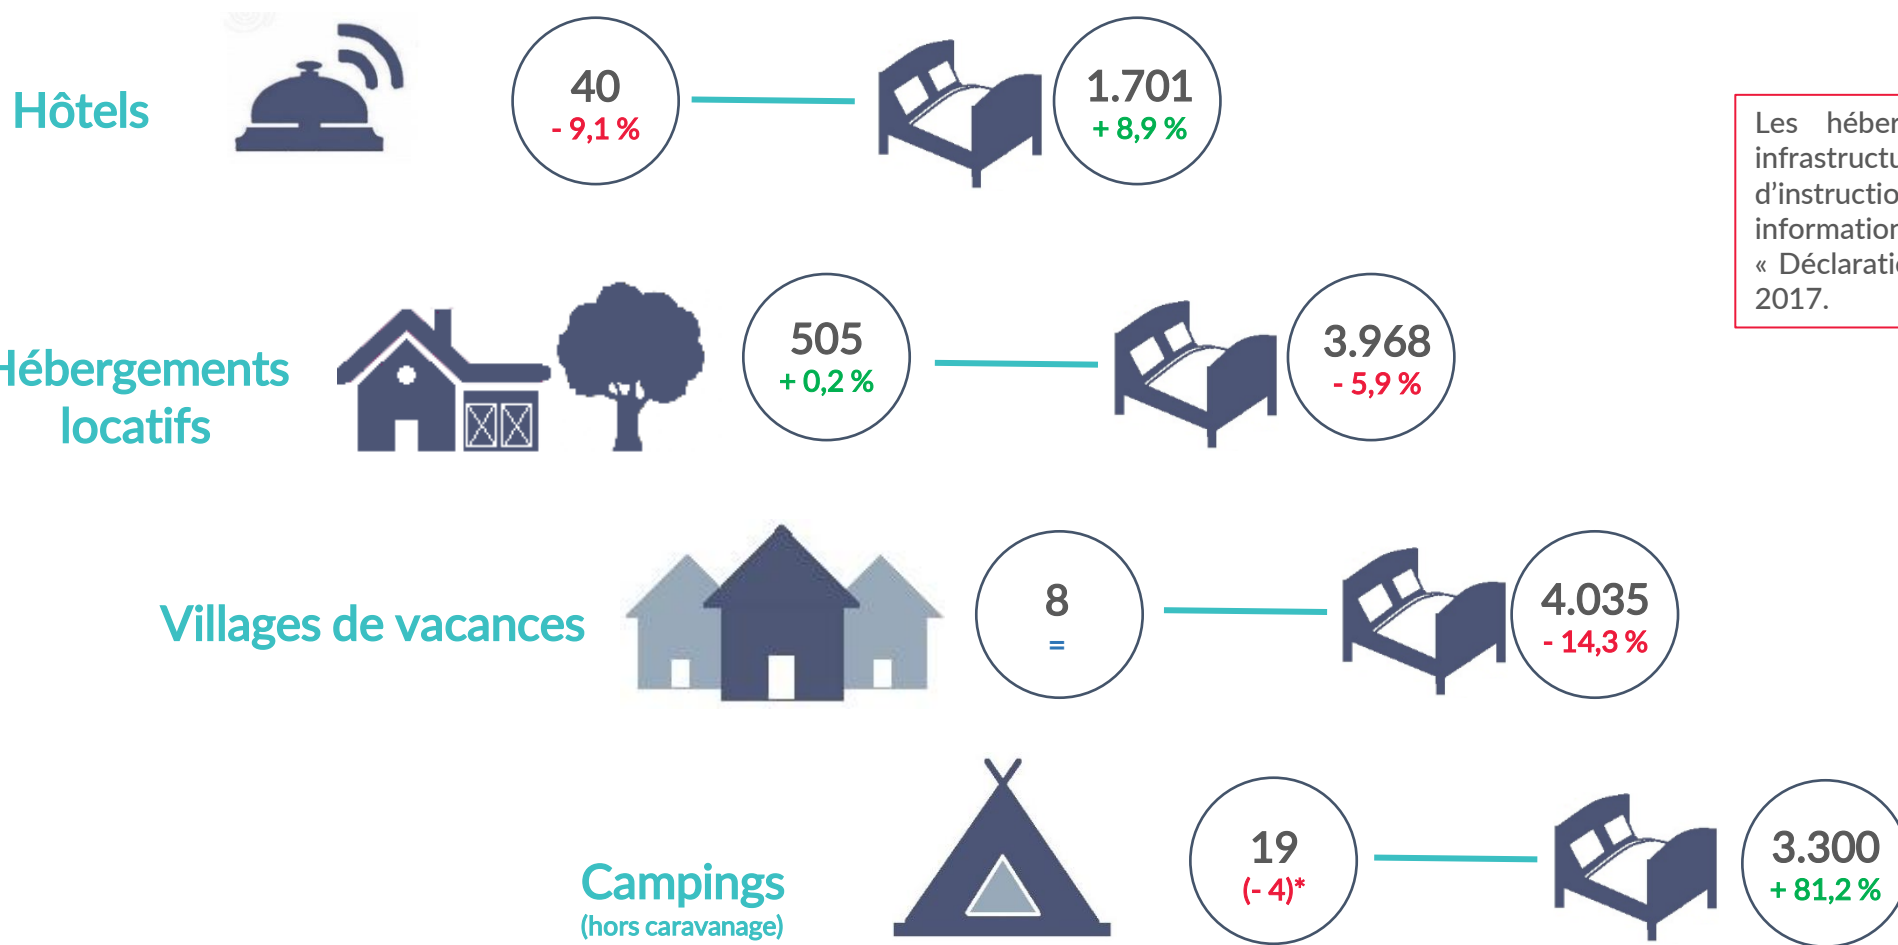 Hôtels
40
- 9,1 %
1.701
+ 8,9 %
Les
infrastructu
d'instructio
information
« Déclaratio
2017.
Hébergements
locatifs
505
+ 0,2 %
3.968
- 5,9 %
Villages de vacances
8
=
4.035
- 14,3 %
Campings
(hors caravanage)
19
(- 4)*
3.300
+ 81,2 %